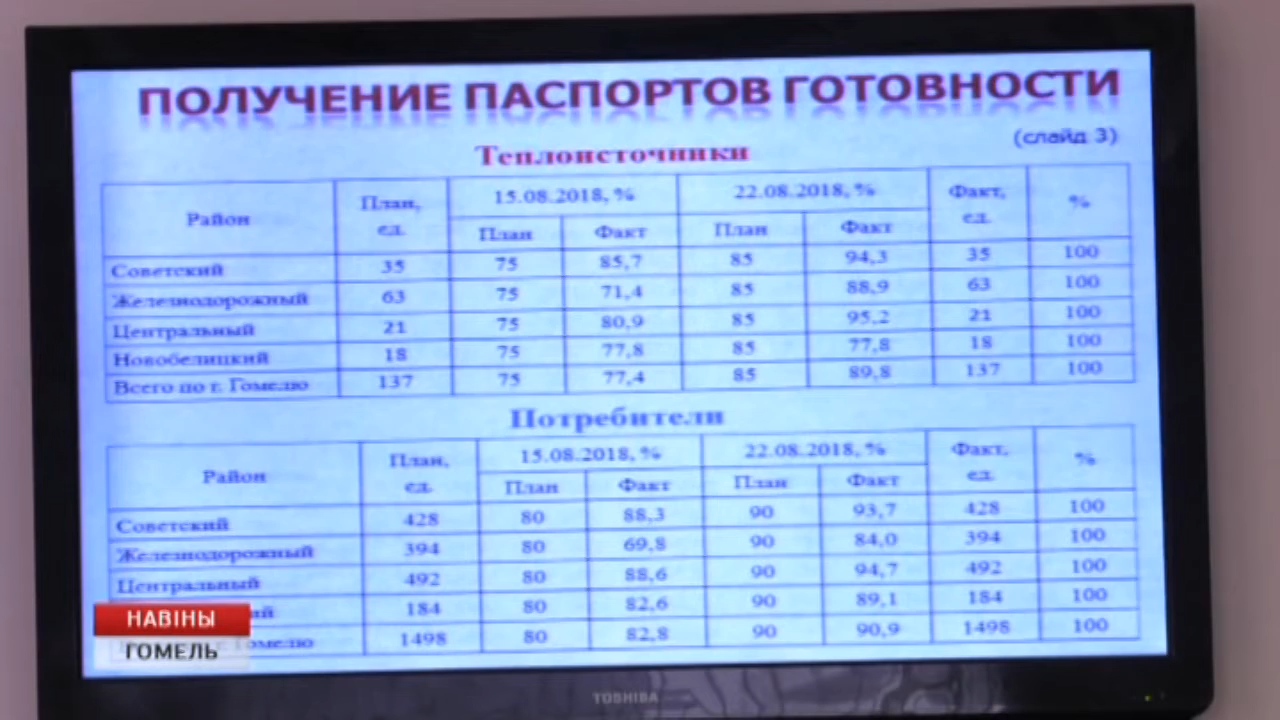 ПОЛУЧЕНИЕ ПАСПОРТОВ ГОТОВНОСТИ
(слайд 3)
Теплоисточники
Район План, ед. 15.08.2018, % 22.08.2018, % Факт, ед. %
План Факт План Факт
Советский 35 75 85,7 85 94,3 35 100
Железнодорожный 63 75 71,4 85 88,9 63 100
Центральный 21 75 80,9 85 95,2 21 100
Новобелицкий 18 75 77,8 85 77,8 18 100
Всего по г. Гомелю 137 75 77,4 85 89,8 137 100
Потребители
Район План, ед. 15.08.2018, % 22.08.2018, % Факт, ед. %
План Факт План Факт
Советский 428 80 88,3 90 93,7 428 100
Железнодорожный 394 80 69,8 90 84,0 394 100
Центральный 492 80 88,6 90 94,7 492 100
184 80 82,6 90 89,1 184 100
Гомелю 1498 80 82,8 90 90,9 1498 100
НАВІНЫ
ГОМЕЛЬ
TOSHIBA